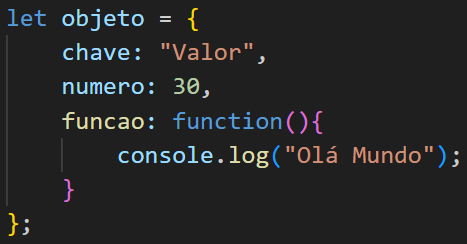 let objeto = {
    chave: "Valor",
    numero: 30,
    funcao: function(){
        console.log("Olá Mundo");
    }
};